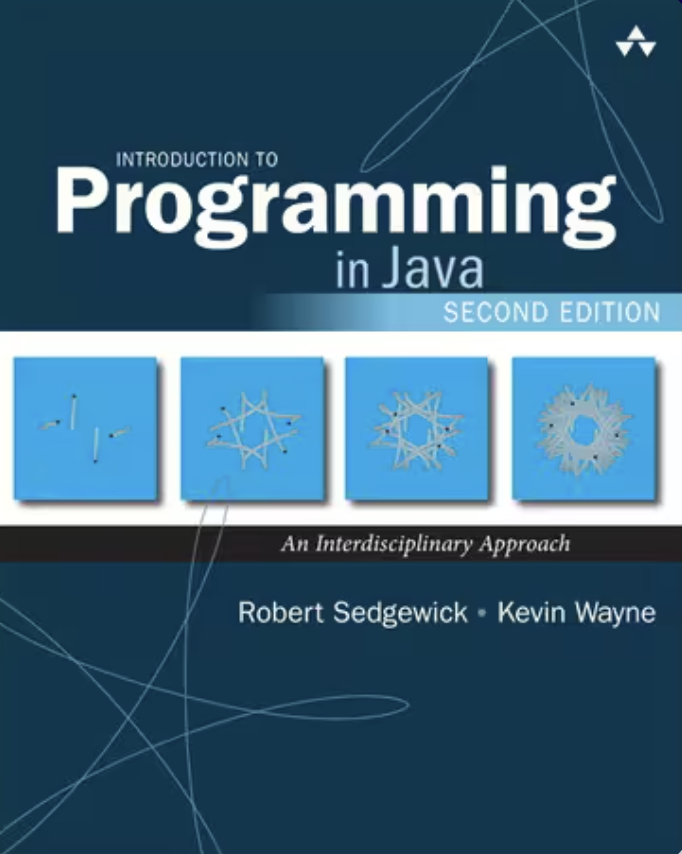 INTRODUCTION TO
Programming
in Java
SECOND EDITION
An Interdisciplinary Approach
Robert Sedgewick • Kevin Wayne